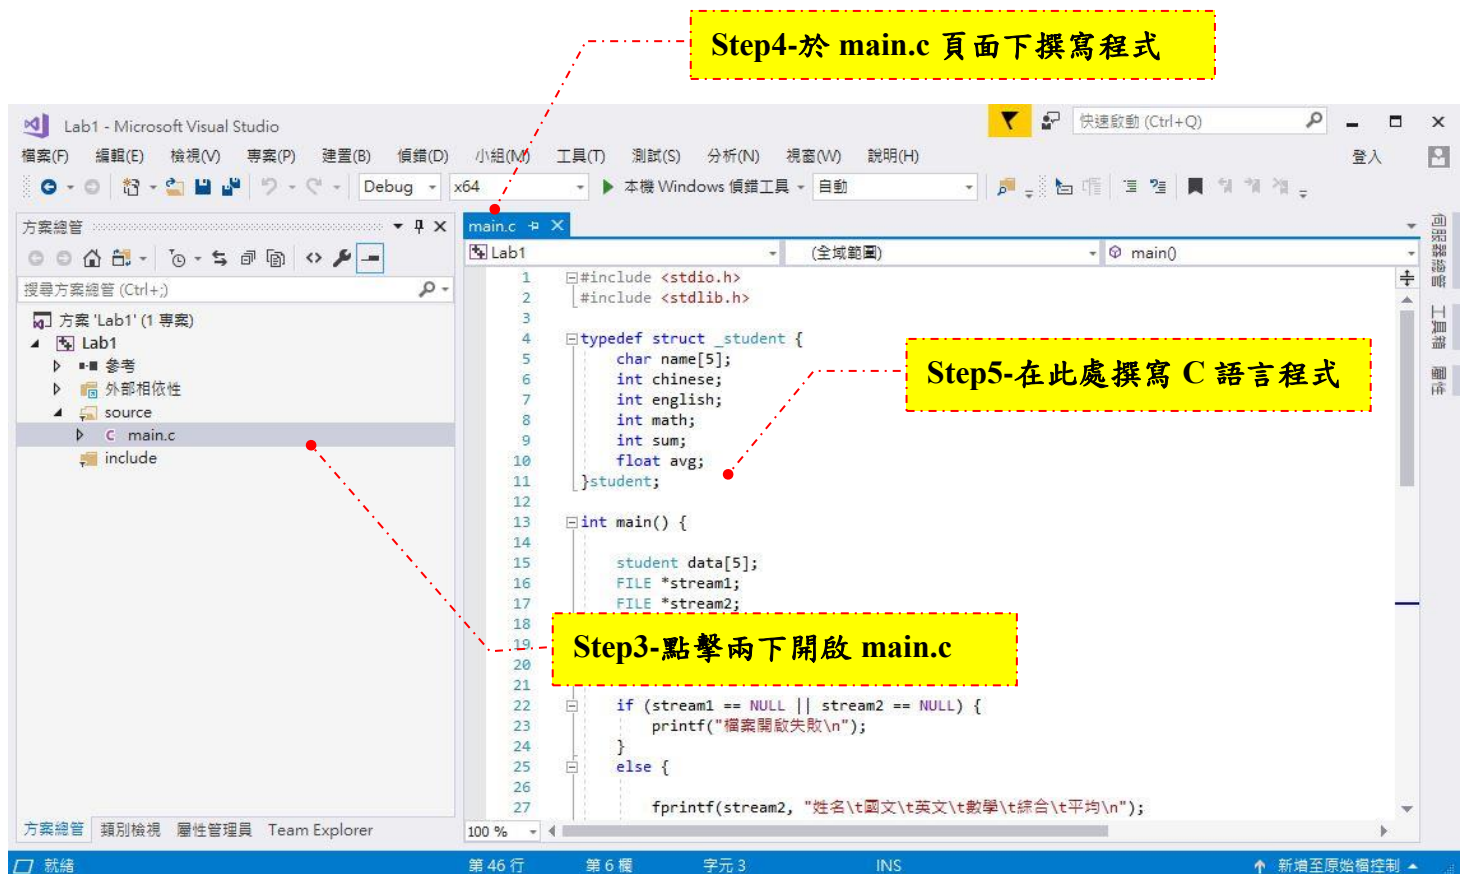 Step4-於 main.c 頁面下撰寫程式
Lab1 - Microsoft Visual Studio
快速啟動 (Ctrl+Q)
檔案(F) 編輯(E) 檢視(V) 專案(P) 建置(B) 偵錯(D) 小組(M) 工具(T) 測試(S) 分析(N) 視窗(W) 說明(H)
登入
Debug x64 本機 Windows 偵錯工具 自動
方案總管
搜尋方案總管 (Ctrl+;)
方案 'Lab1' (1 專案)
Lab1
參考
外部相依性
source
main.c
include
方案總管 類別檢視 屬性管理員 Team Explorer
main.c
Lab1 (全域範圍) main()
1 #include <stdio.h>
2 #include <stdlib.h>
3
4 typedef struct _student {
5 char name[5];
6 int chinese;
7 int english;
8 int math;
9 int sum;
10 float avg;
11 }student;
12
13 int main() {
14
15 student data[5];
16 FILE *stream1;
17 FILE *stream2;
18
19
20
21
22 if (stream1 == NULL || stream2 == NULL) {
23 printf("檔案開啟失敗\n");
24 }
25 else {
26
27 fprintf(stream2, "姓名\t國文\t英文\t數學\t綜合\t平均\n");
Step5-在此處撰寫 C 語言程式
Step3-點擊兩下開啟 main.c
100 %
伺服器總管
工具箱
屬性
就緒 第 46 行 第 6 欄 字元 3 INS 新增至原始檔控制